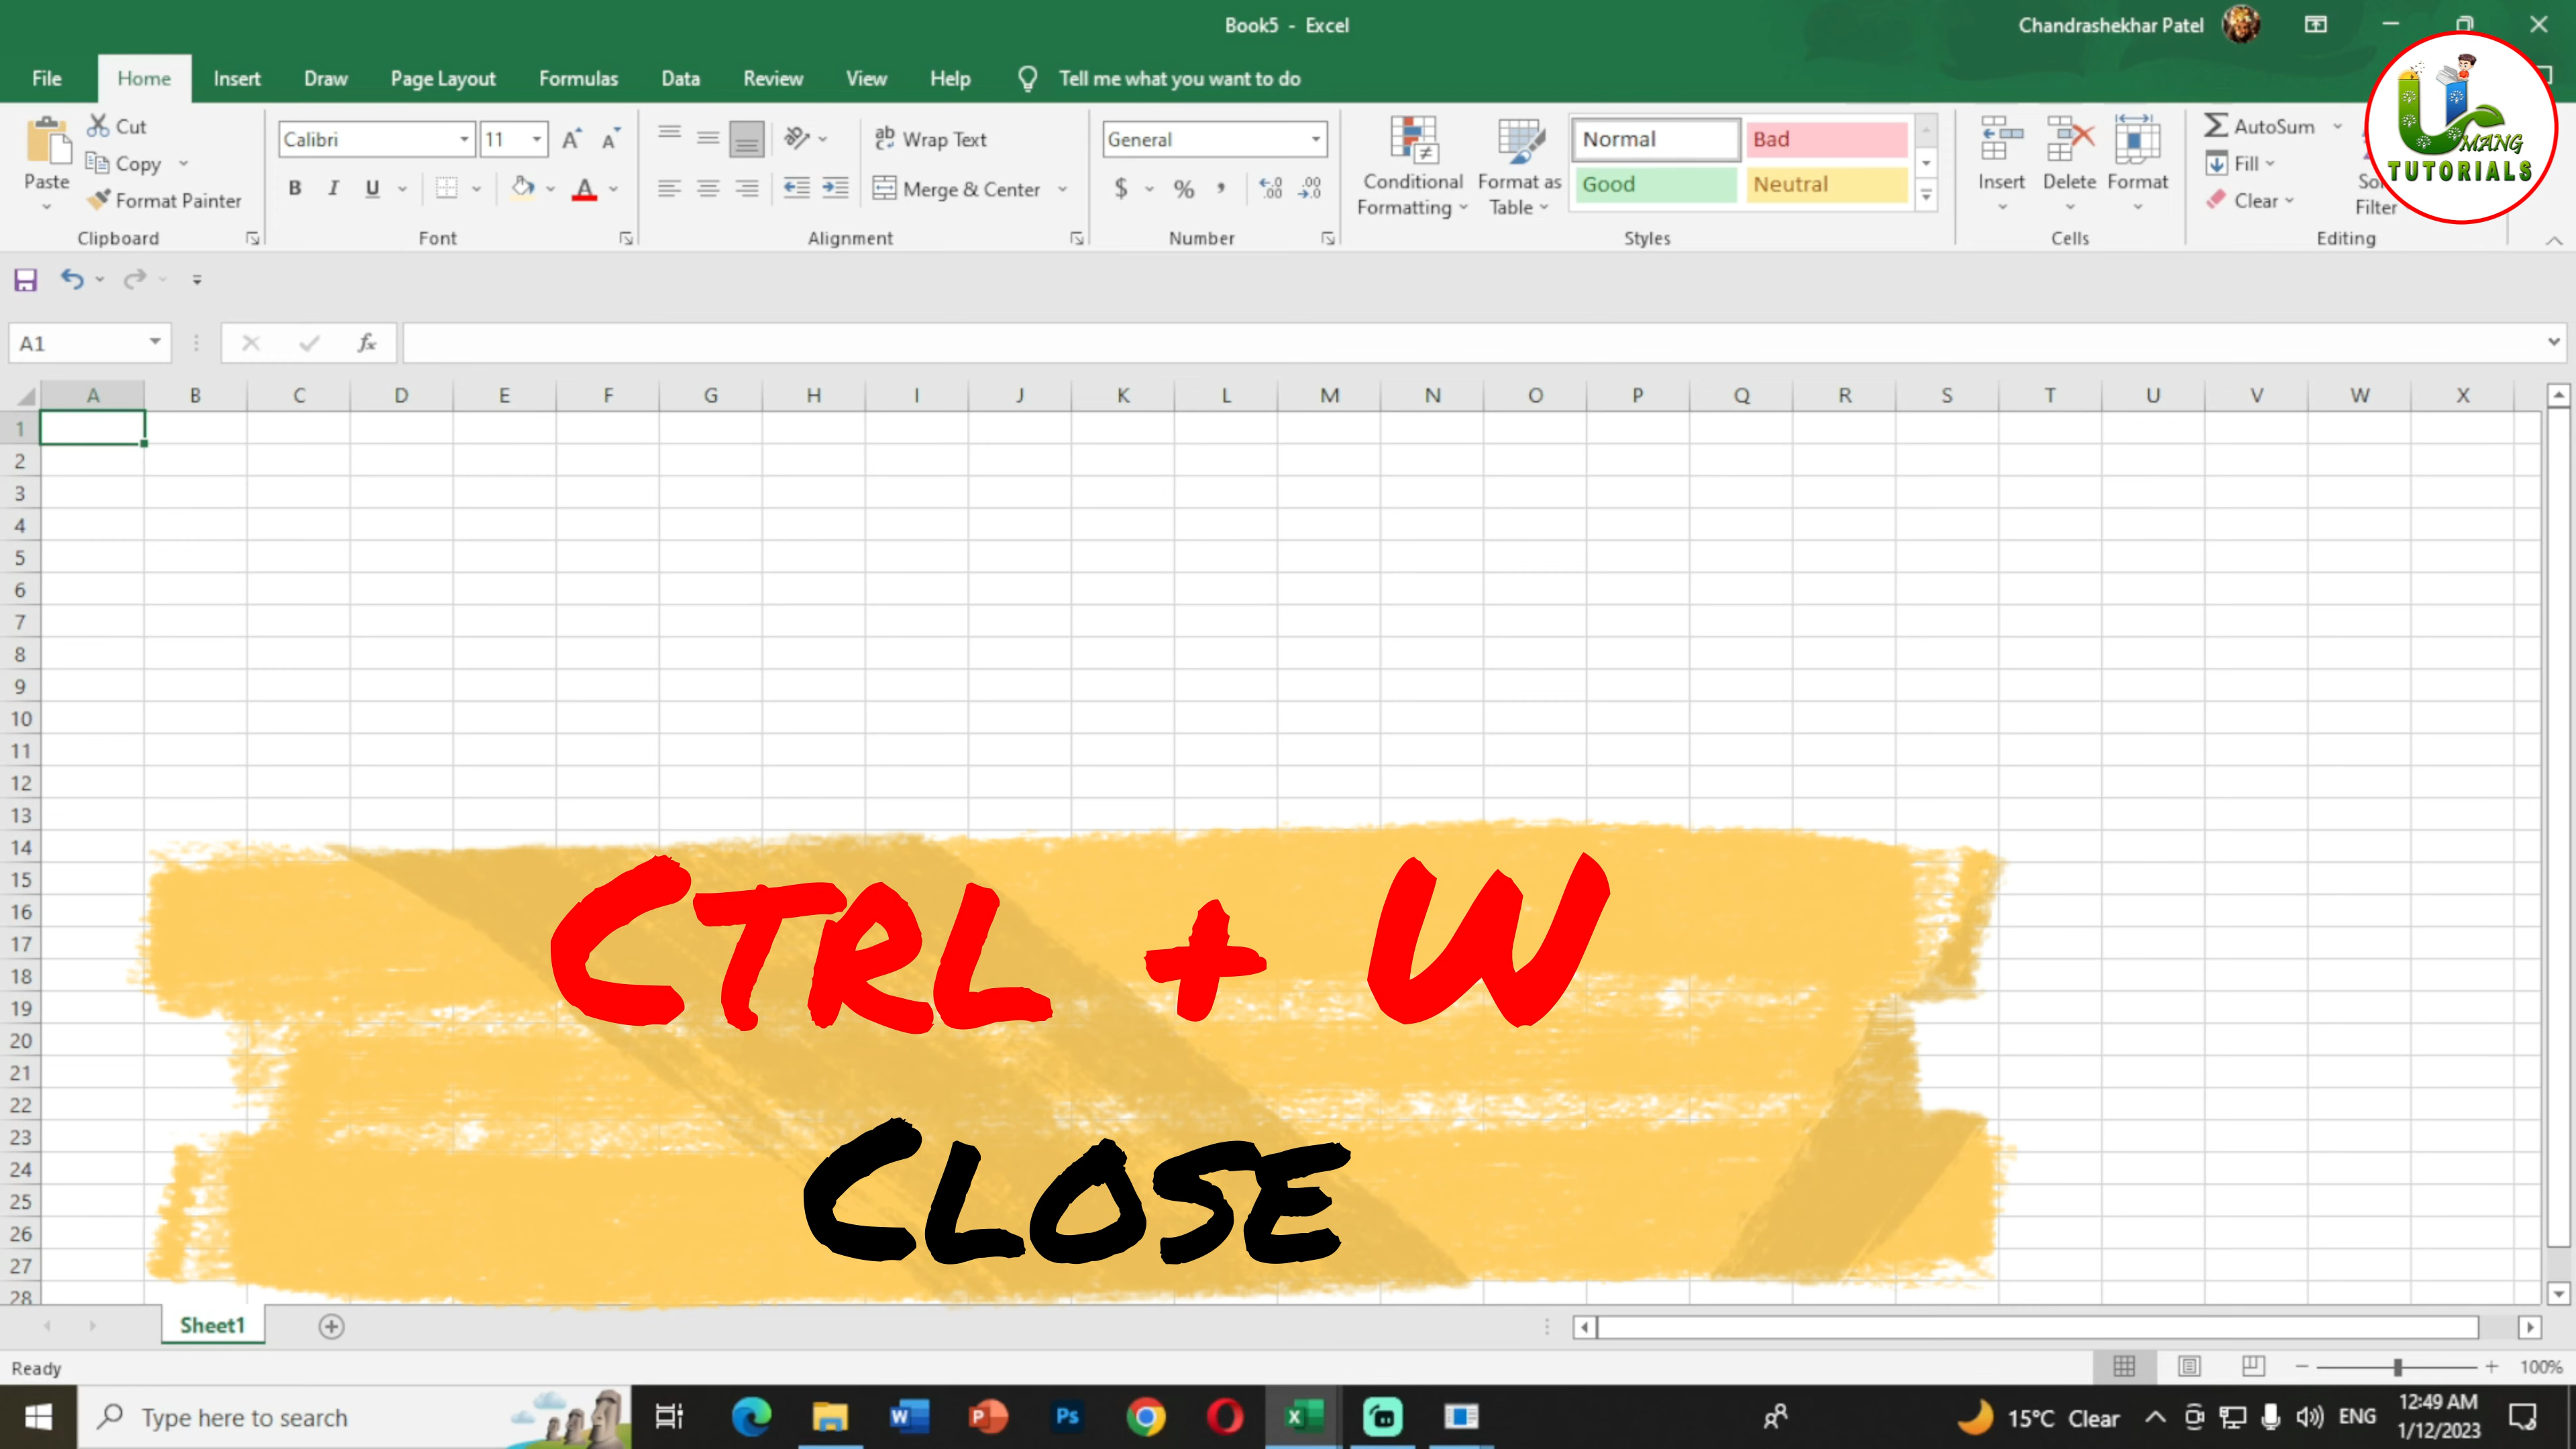 Book5 - Excel
Chandrashekhar Patel
File Home Insert Draw Page Layout Formulas Data Review View Help Tell me what you want to do
UMANG
TUTORIALS
Paste
Cut
Copy
Format Painter
Clipboard
Calibri 11
B I U
Font
Wrap Text
Merge & Center
Alignment
General
$ %
Number
Conditional Formatting
Format as Table
Normal Bad
Good Neutral
Styles
Insert Delete Format
Cells
AutoSum
Fill
Clear
Filter
Editing
A1
fx
A B C D E F G H I J K L M N O P Q R S T U V W X
1
2
3
4
5
6
7
8
9
10
11
12
13
14
15
16
17
18
19
20
21
22
23
24
25
26
27
28
CTRL + W
CLOSE
Sheet1
Ready
100%
Type here to search
15°C Clear
ENG
12:49 AM
1/12/2023